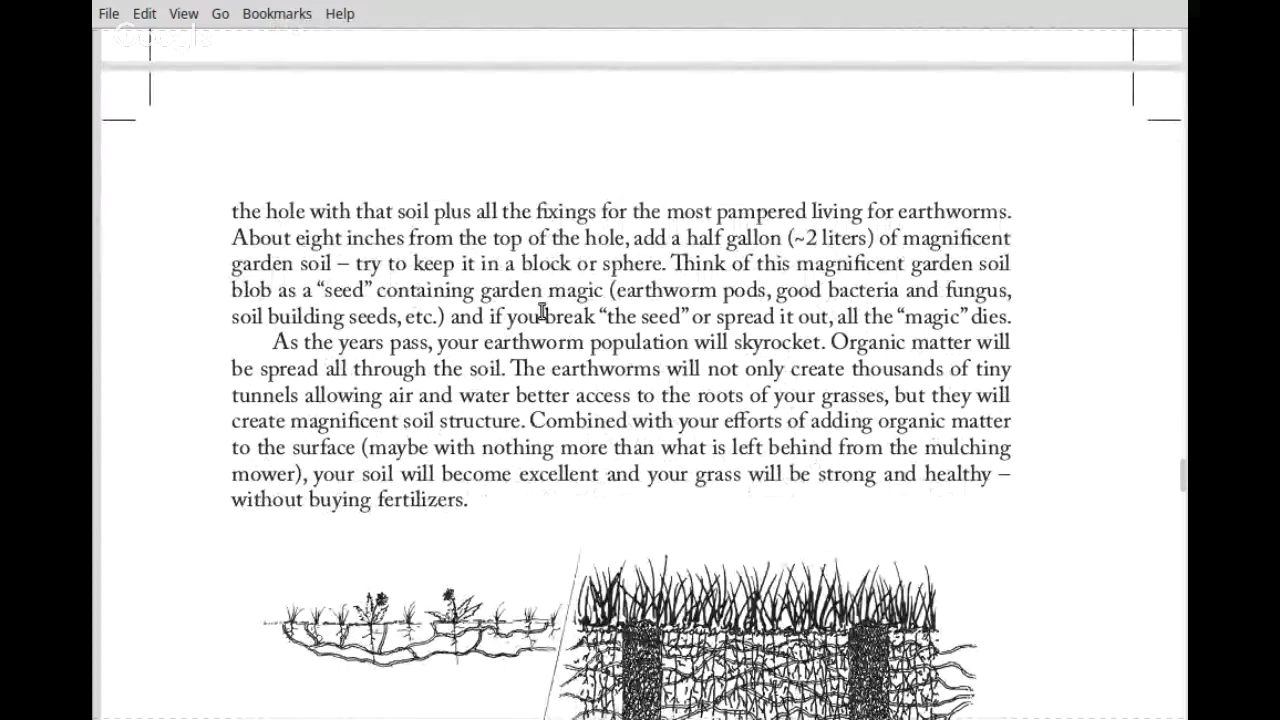 File Edit View Go Bookmarks Help
Google
the hole with that soil plus all the fixings for the most pampered living for earthworms.
About eight inches from the top of the hole, add a half gallon (~2 liters) of magnificent
garden soil – try to keep it in a block or sphere. Think of this magnificent garden soil
blob as a “seed” containing garden magic (earthworm pods, good bacteria and fungus,
soil building seeds, etc.) and if you break “the seed” or spread it out, all the “magic” dies.
As the years pass, your earthworm population will skyrocket. Organic matter will
be spread all through the soil. The earthworms will not only create thousands of tiny
tunnels allowing air and water better access to the roots of your grasses, but they will
create magnificent soil structure. Combined with your efforts of adding organic matter
to the surface (maybe with nothing more than what is left behind from the mulching
mower), your soil will become excellent and your grass will be strong and healthy –
without buying fertilizers.